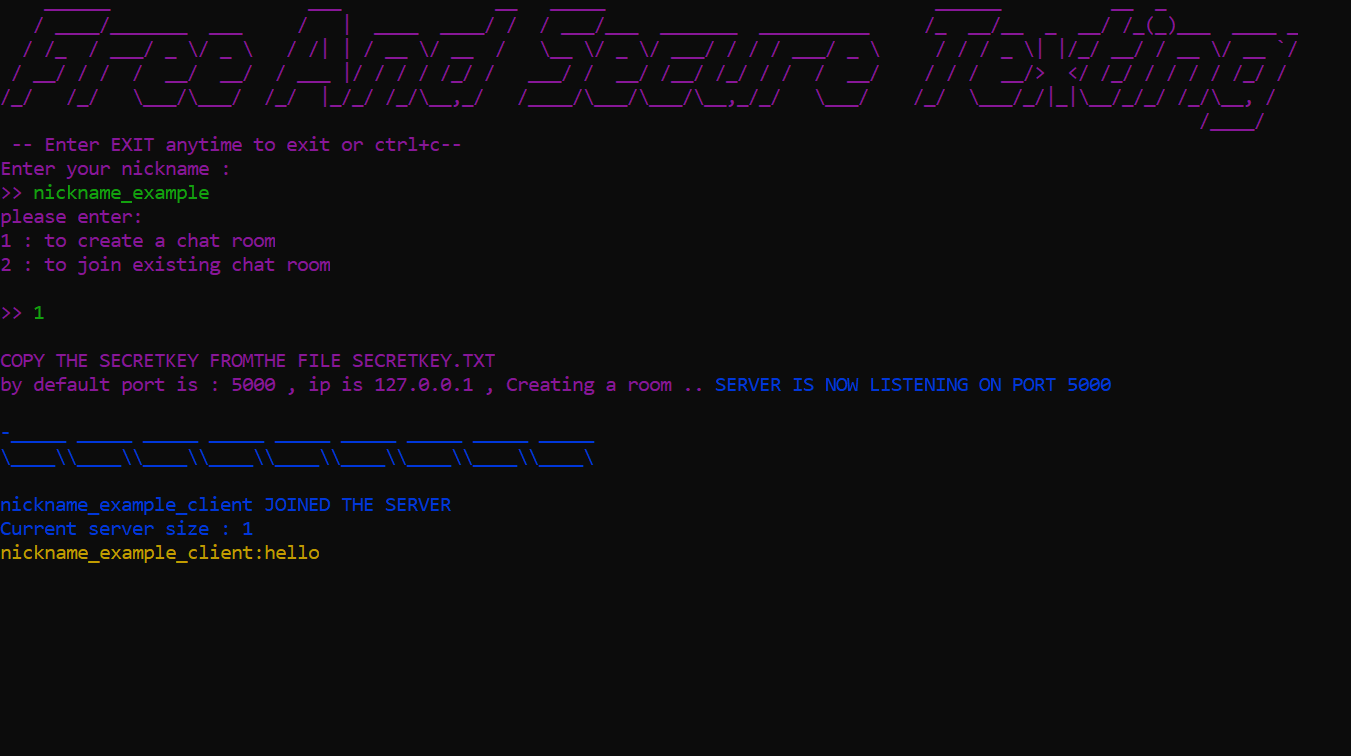 Free And Secure Texting
-- Enter EXIT anytime to exit or ctrl+c--
Enter your nickname :
>> nickname_example
please enter:
1 : to create a chat room
2 : to join existing chat room
>> 1
COPY THE SECRETKEY FROMTHE FILE SECRETKEY.TXT
by default port is : 5000 , ip is 127.0.0.1 , Creating a room .. SERVER IS NOW LISTENING ON PORT 5000
nickname_example_client JOINED THE SERVER
Current server size : 1
nickname_example_client:hello